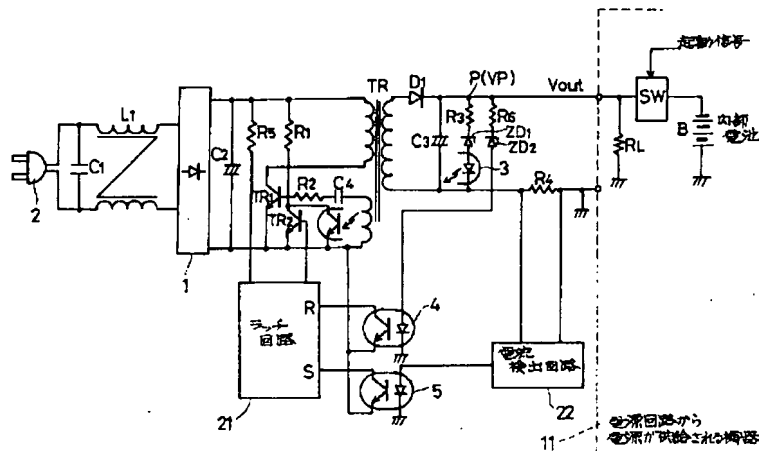 起動信号
TR
D1
P(VP)
Vout
SW
L1
R3
R6
R5
R1
ZD1
ZD2
B
内部
電池
C1
C2
C3
3
RL
R2
C4
TR1
TR2
R4
2
1
R
4
ラッチ
回路
S
電流
検出回路
5
21
22
11
電源回路から
電源が供給される機器